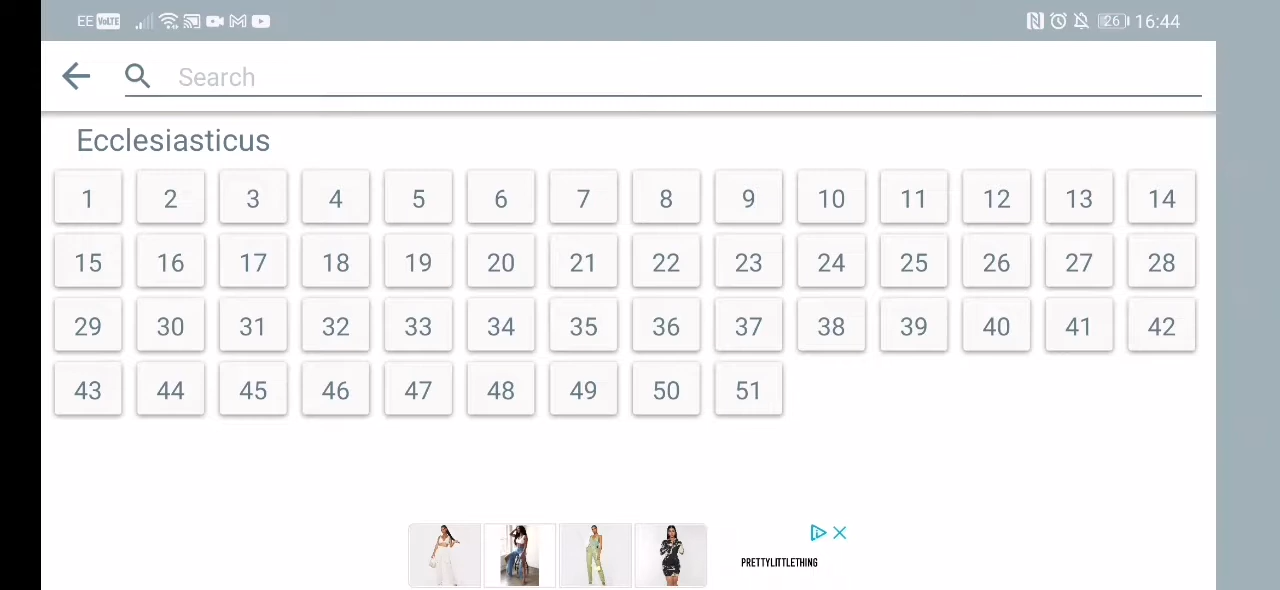 EE VoLTE 26 16:44
Search
Ecclesiasticus
1 2 3 4 5 6 7 8 9 10 11 12 13 14
15 16 17 18 19 20 21 22 23 24 25 26 27 28
29 30 31 32 33 34 35 36 37 38 39 40 41 42
43 44 45 46 47 48 49 50 51
PRETTYLITTLETHING